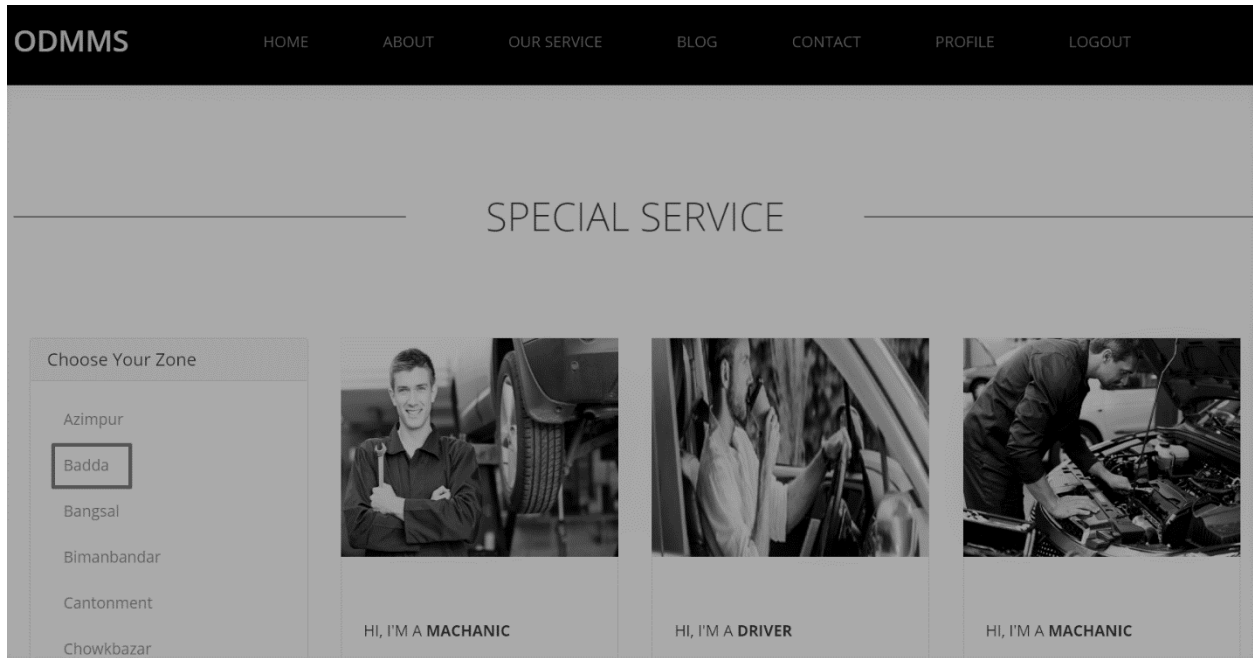 ODMMS HOME ABOUT OUR SERVICE BLOG CONTACT PROFILE LOGOUT
SPECIAL SERVICE
Choose Your Zone
Azimpur
Badda
Bangsal
Bimanbandar
Cantonment
Chowkbazar
HI, I'M A MACHANIC
HI, I'M A DRIVER
HI, I'M A MACHANIC